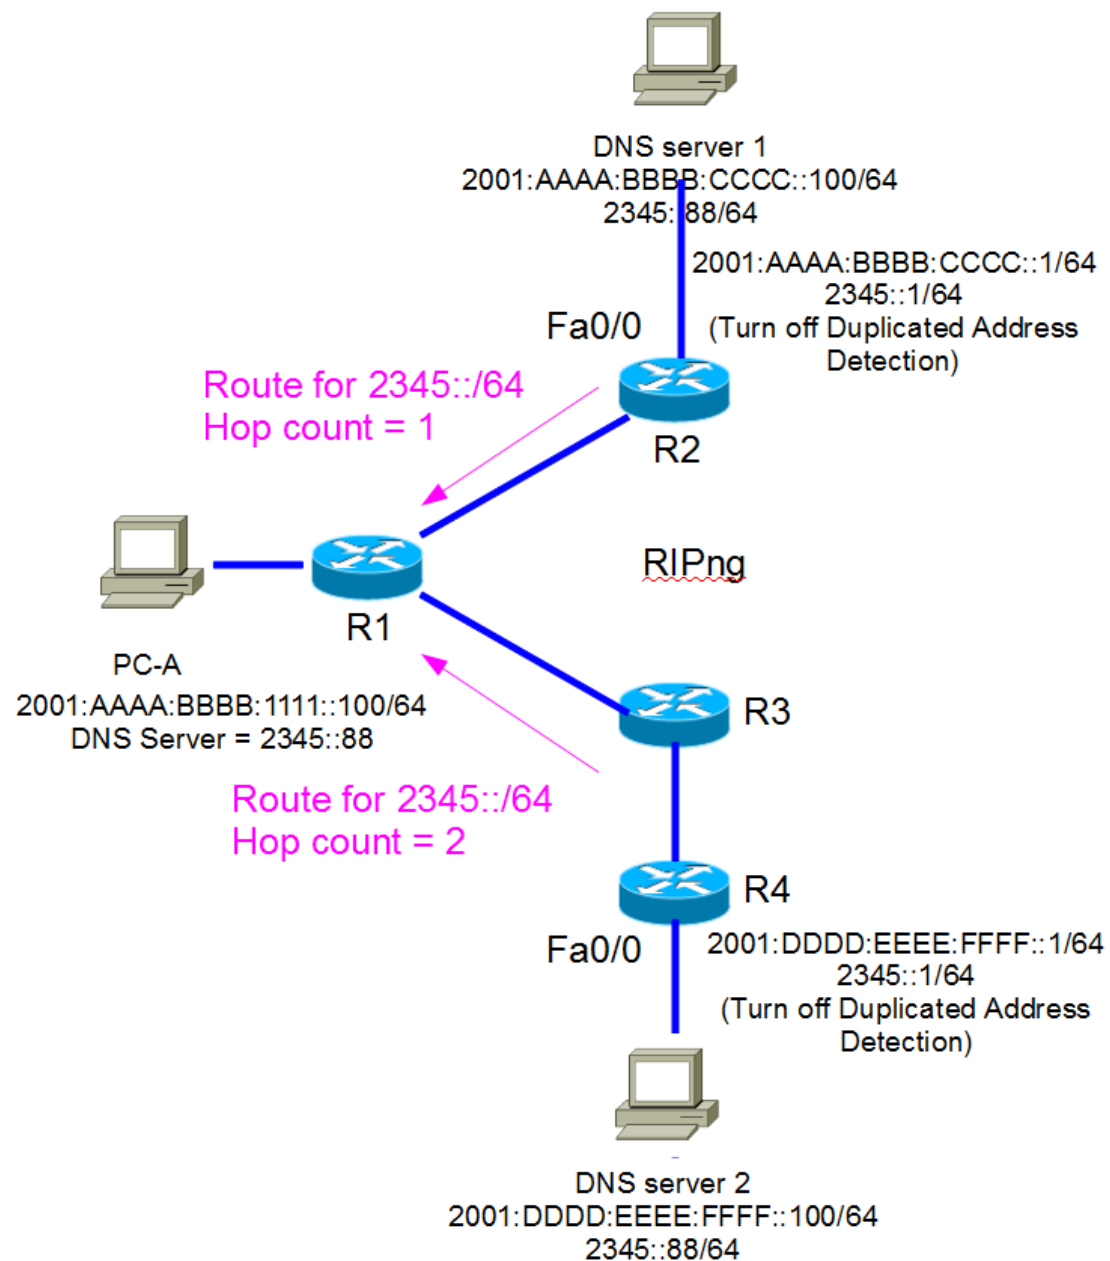 DNS server 1
2001:AAAA:BBBB:CCCC::100/64
2345::88/64
2001:AAAA:BBBB:CCCC::1/64
2345::1/64
(Turn off Duplicated Address
Detection)
Fa0/0
R2
Route for 2345::/64
Hop count = 1
RIPng
R1
PC-A
2001:AAAA:BBBB:1111::100/64
DNS Server = 2345::88
R3
Route for 2345::/64
Hop count = 2
R4
Fa0/0
2001:DDDD:EEEE:FFFF::1/64
2345::1/64
(Turn off Duplicated Address
Detection)
DNS server 2
2001:DDDD:EEEE:FFFF::100/64
2345::88/64